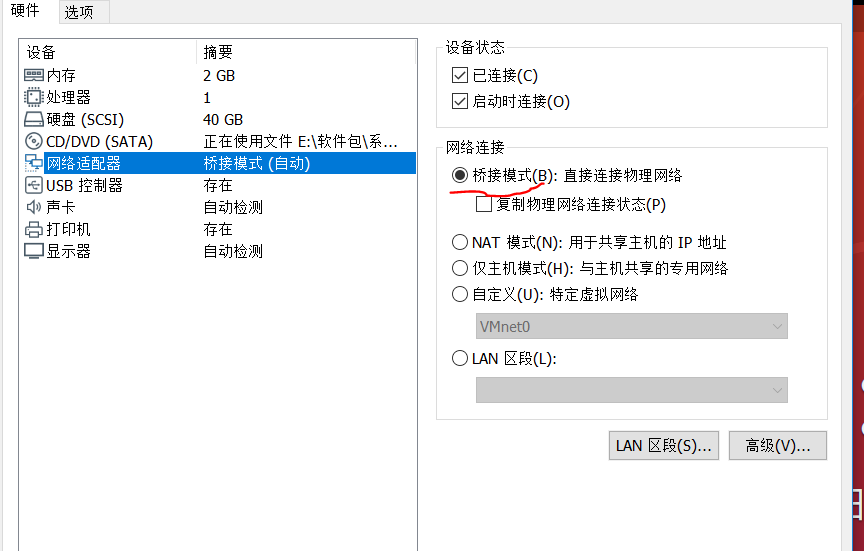 硬件 选项
设备 摘要
内存 2 GB
处理器 1
硬盘 (SCSI) 40 GB
CD/DVD (SATA) 正在使用文件 E:\软件包\系...
网络适配器 桥接模式 (自动)
USB 控制器 存在
声卡 自动检测
打印机 存在
显示器 自动检测
设备状态
已连接(C)
启动时连接(O)
网络连接
桥接模式(B): 直接连接物理网络
复制物理网络连接状态(P)
NAT 模式(N): 用于共享主机的 IP 地址
仅主机模式(H): 与主机共享的专用网络
自定义(U): 特定虚拟网络
VMnet0
LAN 区段(L):
LAN 区段(S)... 高级(V)...